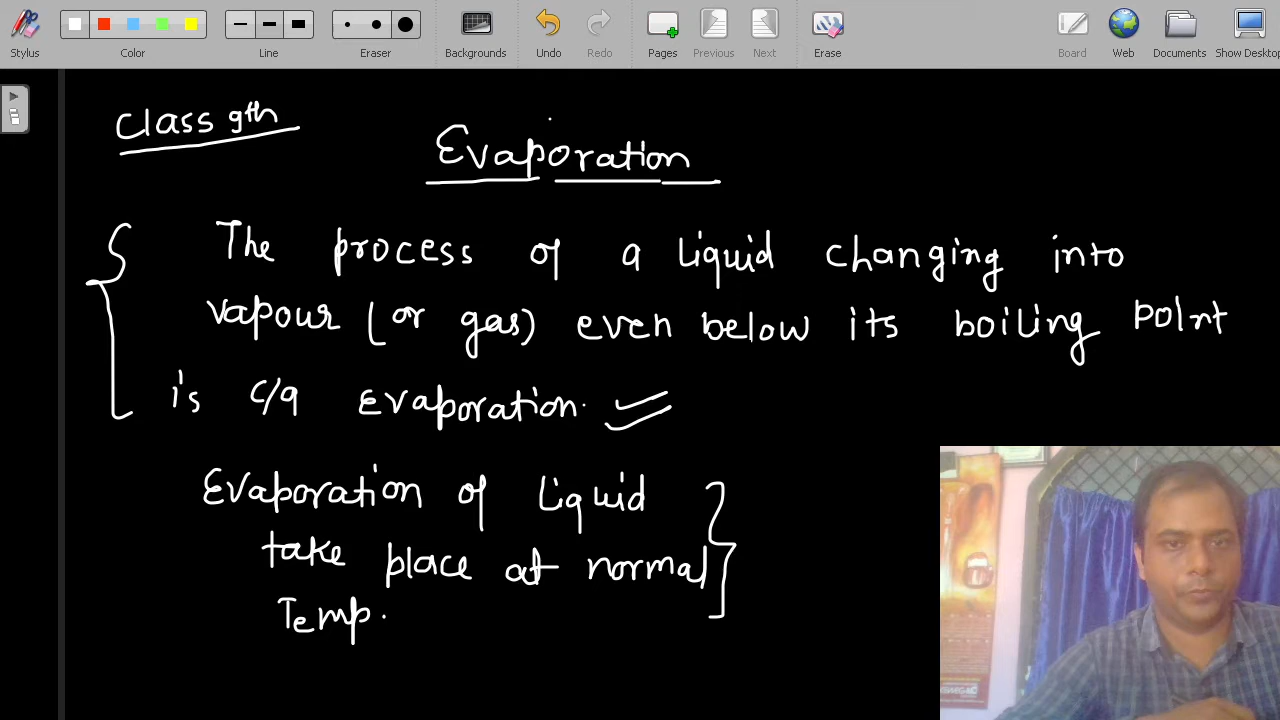 Stylus
Color
Line
Eraser
Backgrounds
Undo
Redo
Pages
Previous
Next
Erase
Board
Web
Documents
Show Desktop
Class 9th
Evaporation
The process of a liquid changing into
vapour (or gas) even below its boiling point
is c/a Evaporation.
Evaporation of liquid
take place at normal
Temp.